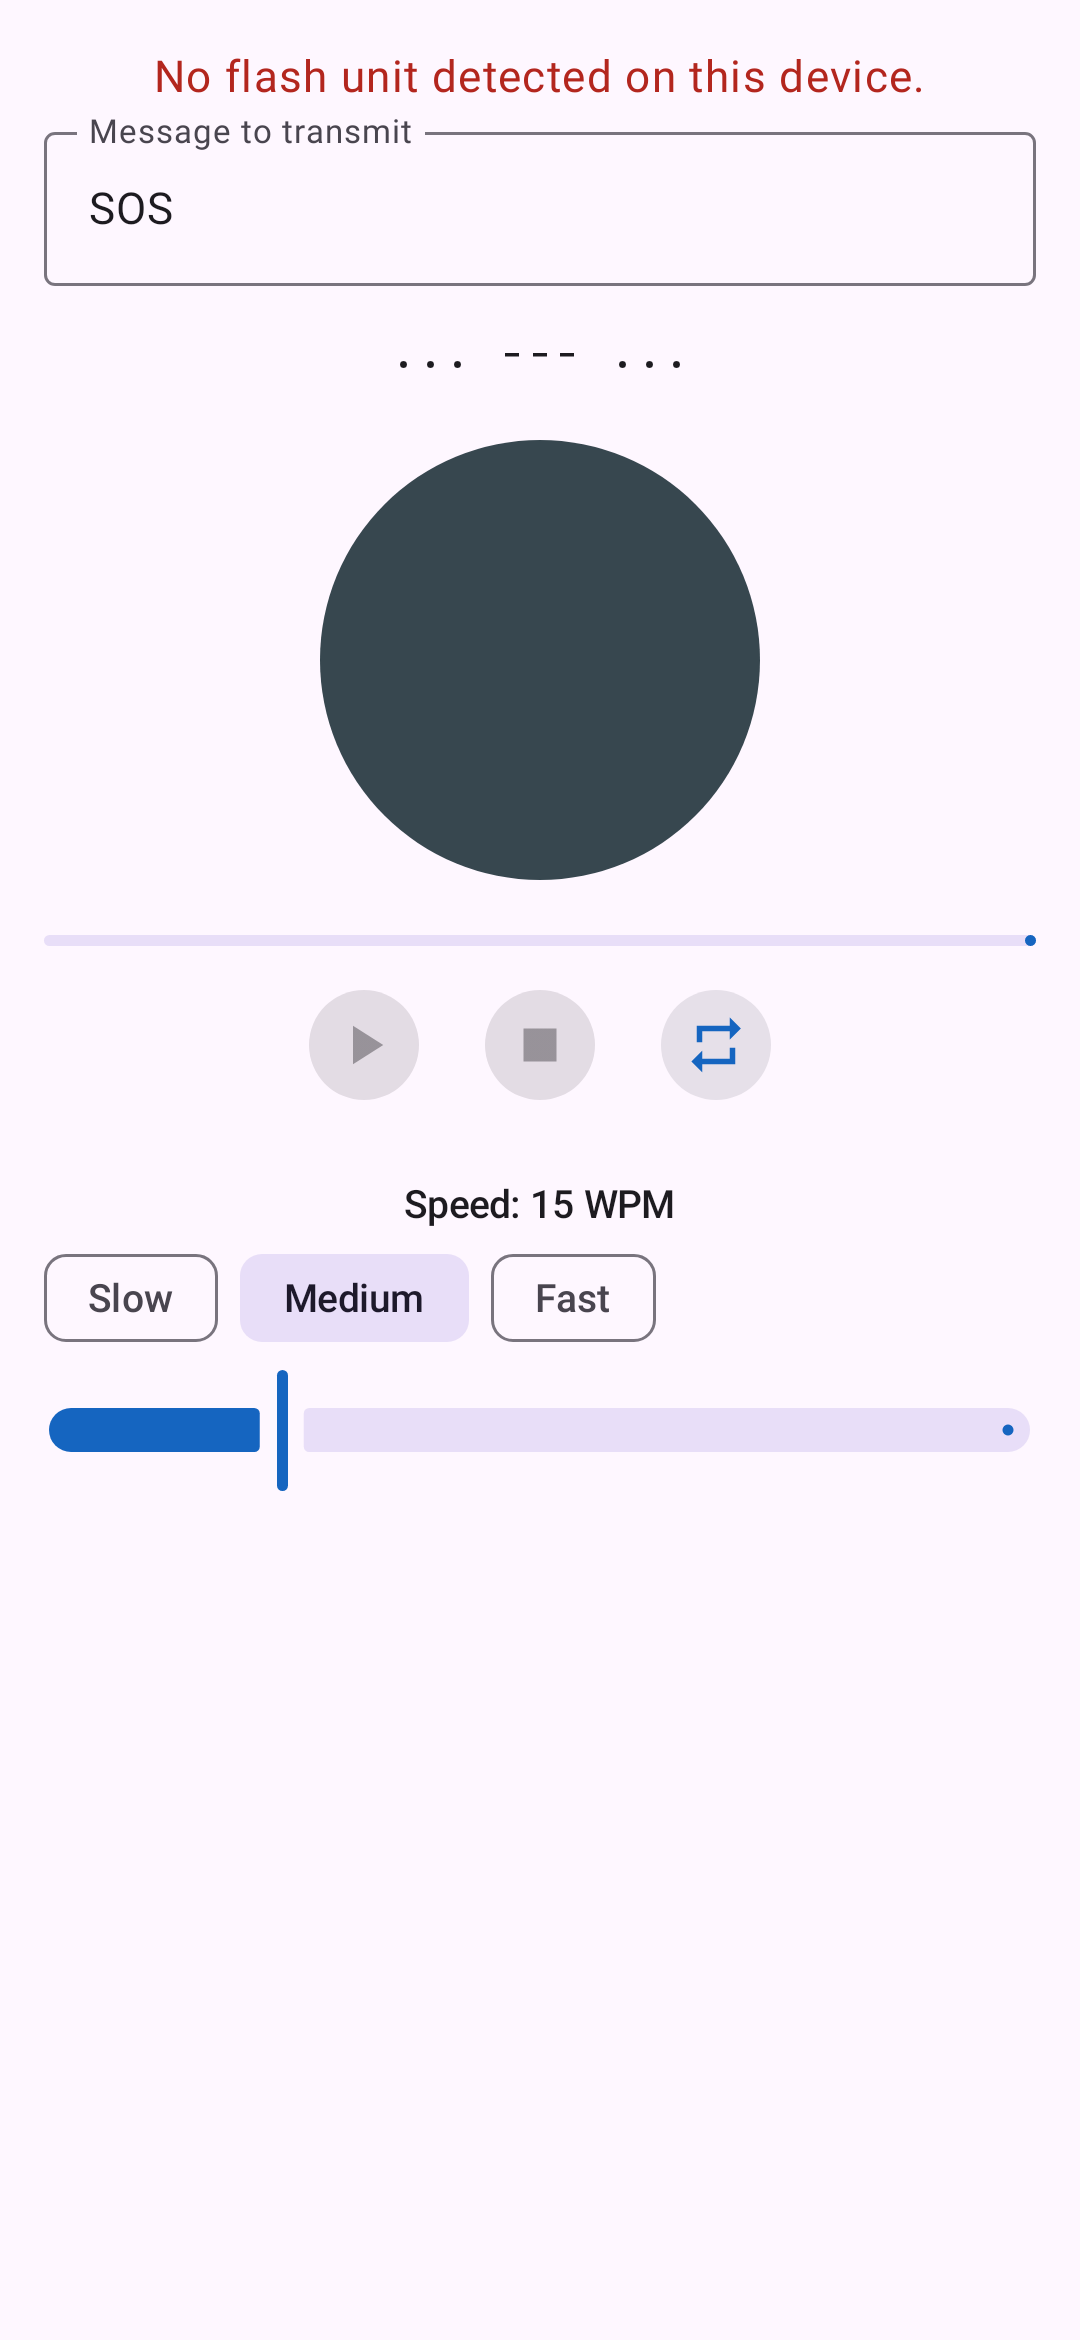 No flash unit detected on this device.
Message to transmit
SOS
... --- ...
Speed: 15 WPM
Slow Medium Fast